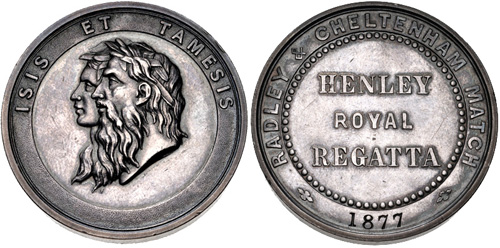 ISIS ET TAMESIS
RADLEY & CHELTENHAM MATCH
HENLEY
ROYAL
REGATTA
1877